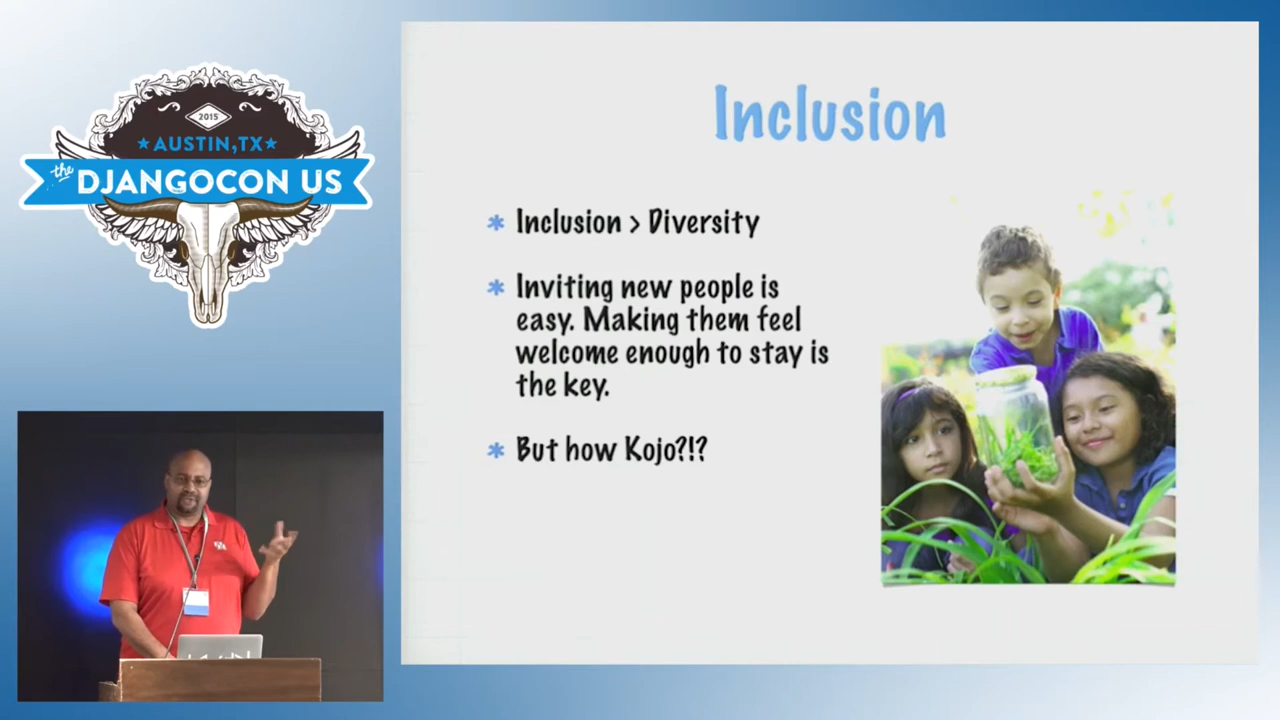 2015
AUSTIN, TX
the
DJANGOCON US
Inclusion
Inclusion > Diversity
Inviting new people is
easy. Making them feel
welcome enough to stay is
the key.
But how Kojo?!?